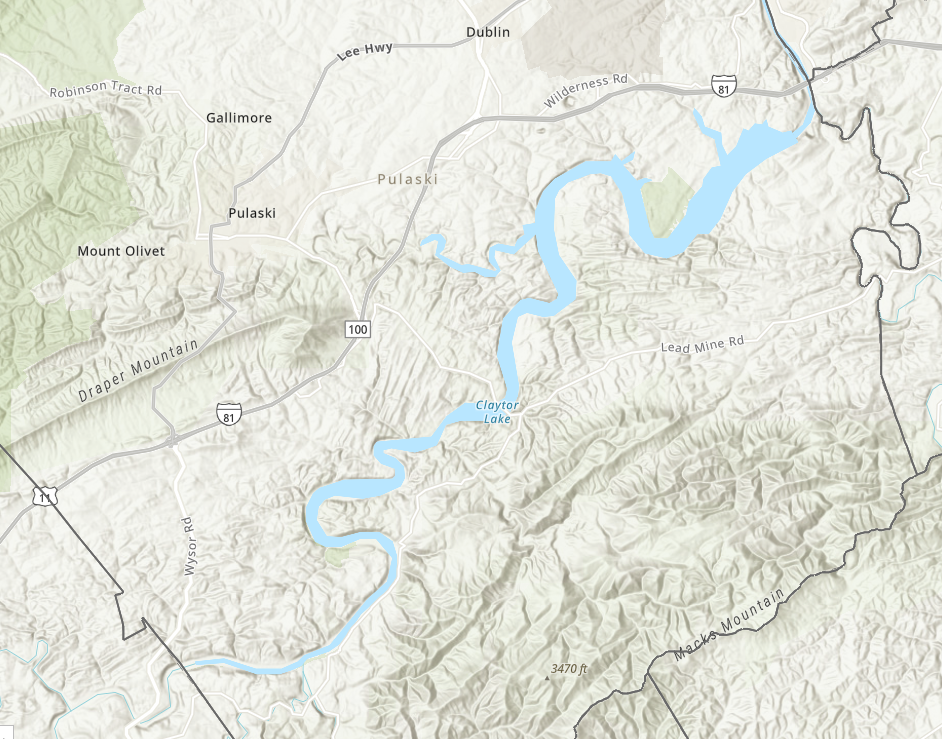 Dublin
Lee Hwy
Robinson Tract Rd
Wilderness Rd
81
Gallimore
Pulaski
Pulaski
Mount Olivet
100
Lead Mine Rd
Draper Mountain
Claytor
Lake
81
11
Wysor Rd
Macks Mountain
3470 ft